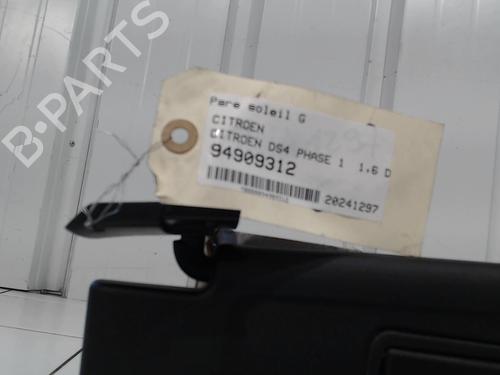 B-PARTS
Pare soleil G
CITROEN
CITROEN DS4 PHASE 1 1.6 D
94909312
20241297